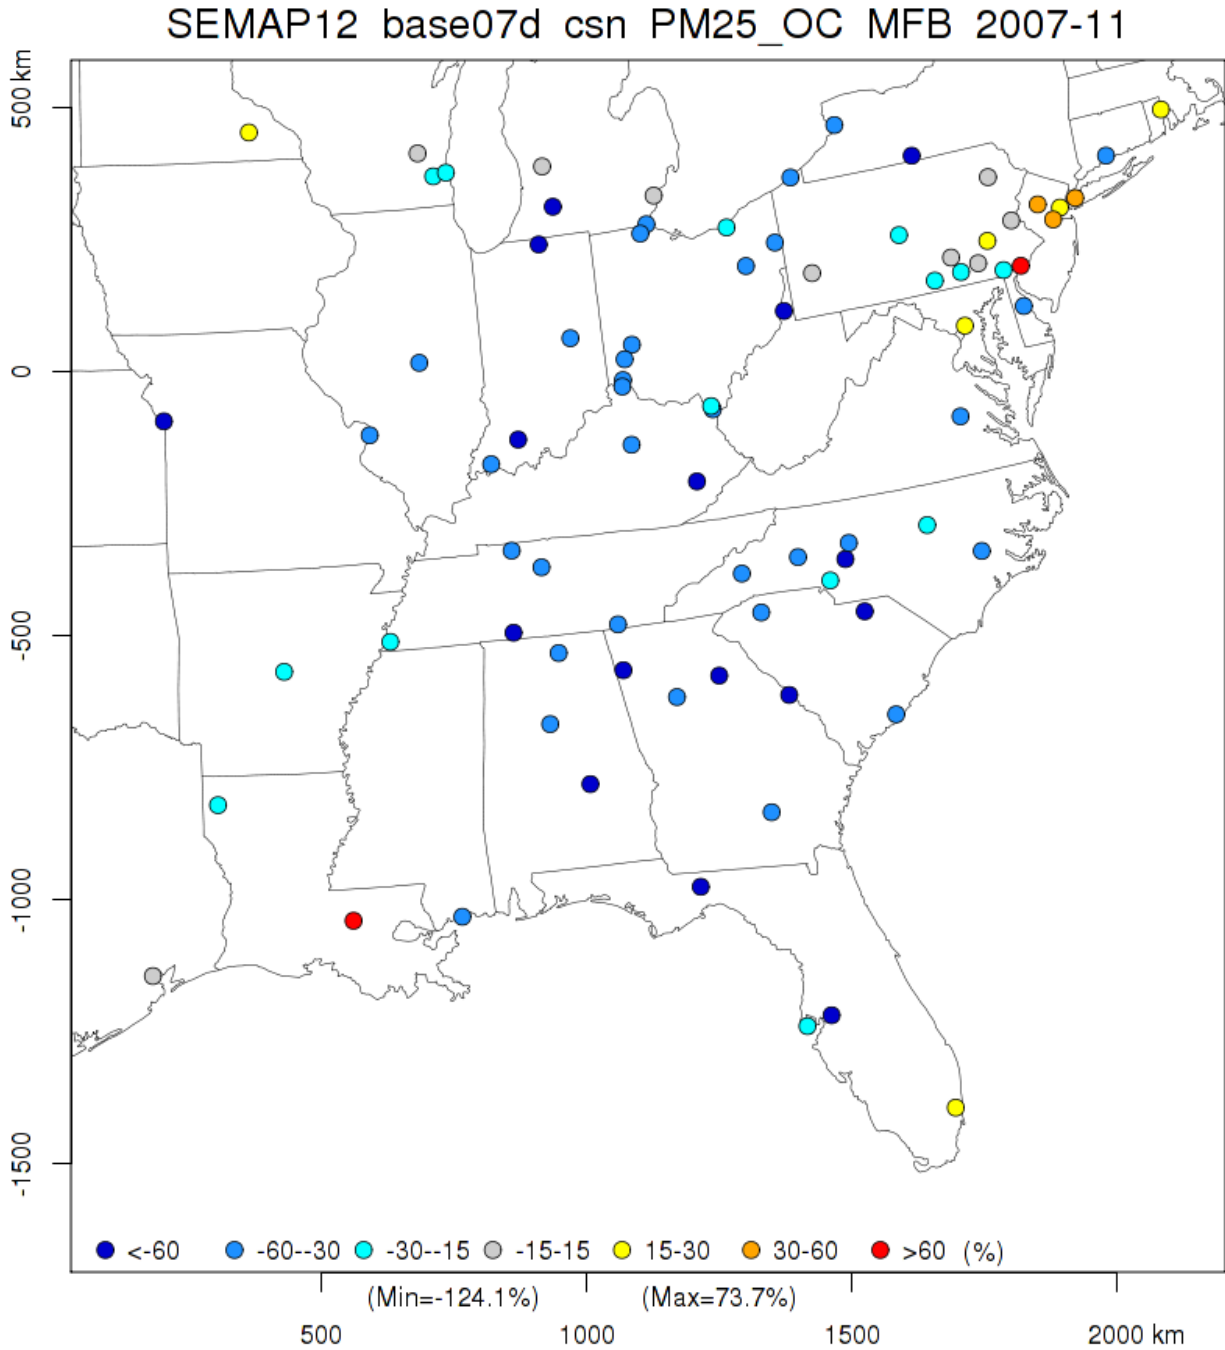 SEMAP12 base07d csn PM25_OC MFB 2007-11
500 km
0
-500
-1000
-1500
<-60 -60--30 -30--15 -15-15 15-30 30-60 >60 (%)
(Min=-124.1%) (Max=73.7%)
500 1000 1500 2000 km